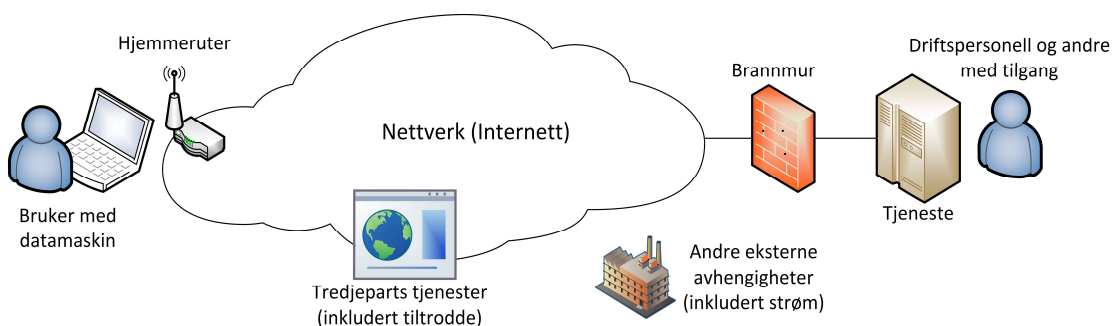 Hjemmeruter
Bruker med
datamaskin
Nettverk (Internett)
Tredjeparts tjenester
(inkludert tiltrodde)
Andre eksterne
avhengigheter
(inkludert strøm)
Brannmur
Tjeneste
Driftspersonell og andre
med tilgang